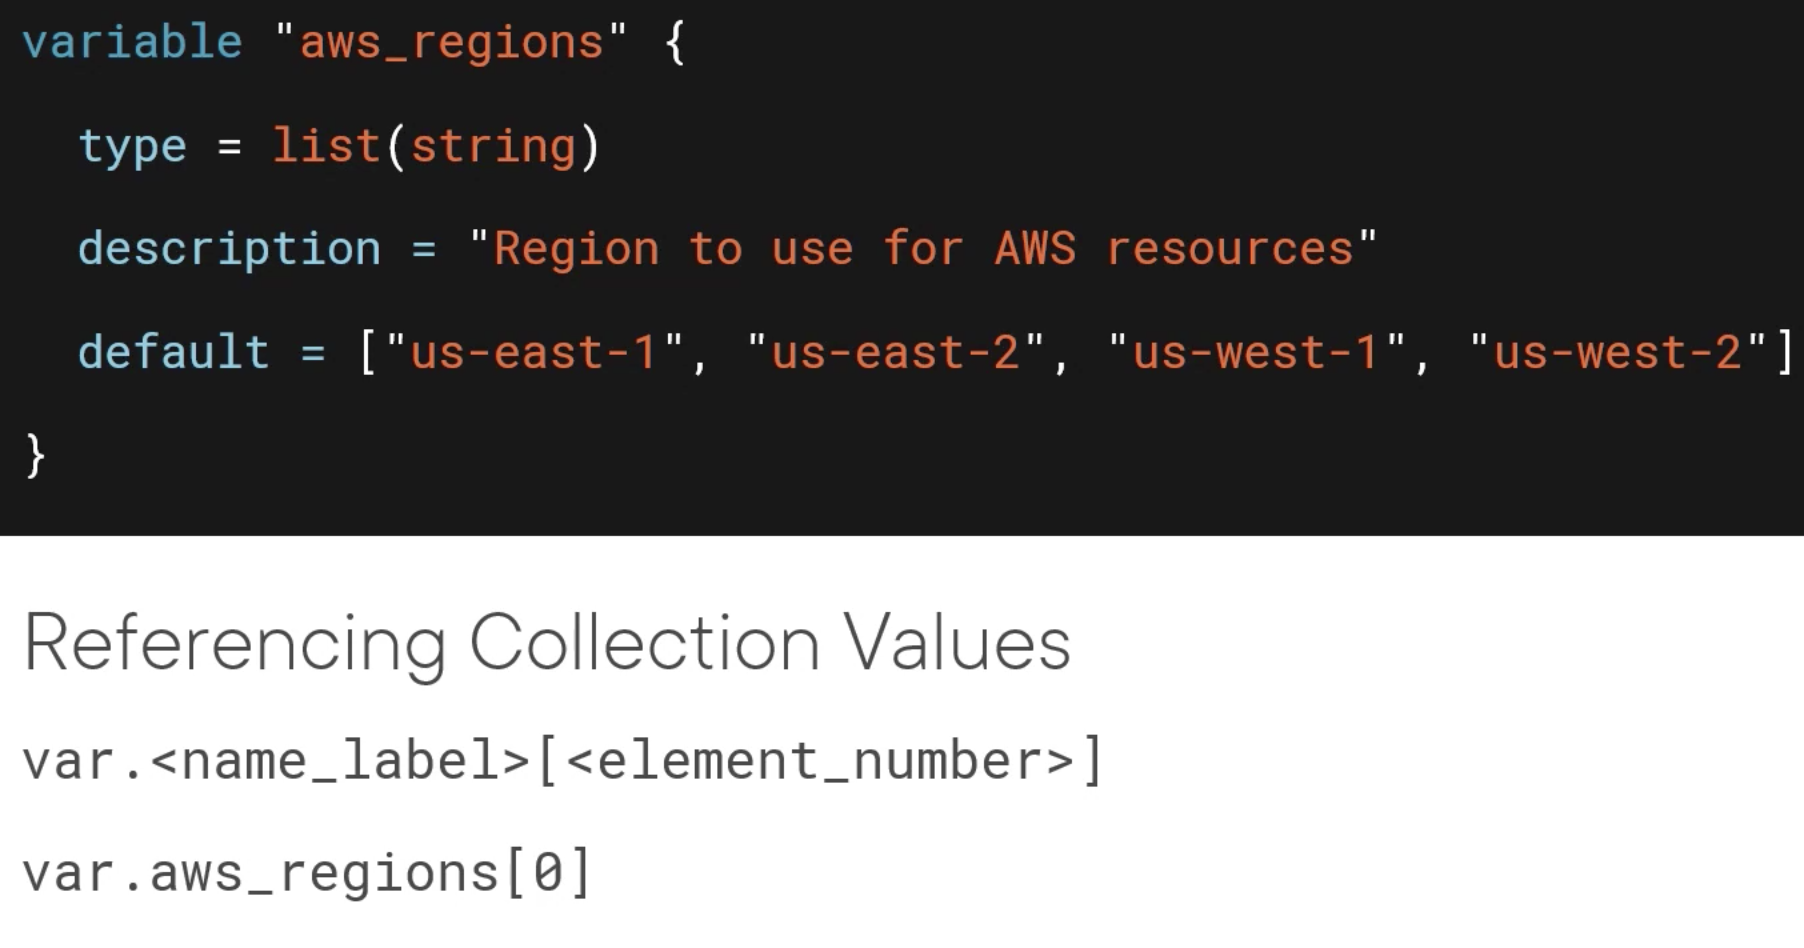 variable "aws_regions" {
type = list(string)
description = "Region to use for AWS resources"
default = ["us-east-1", "us-east-2", "us-west-1", "us-west-2"]
}
Referencing Collection Values
var.<name_label>[<element_number>]
var.aws_regions[0]